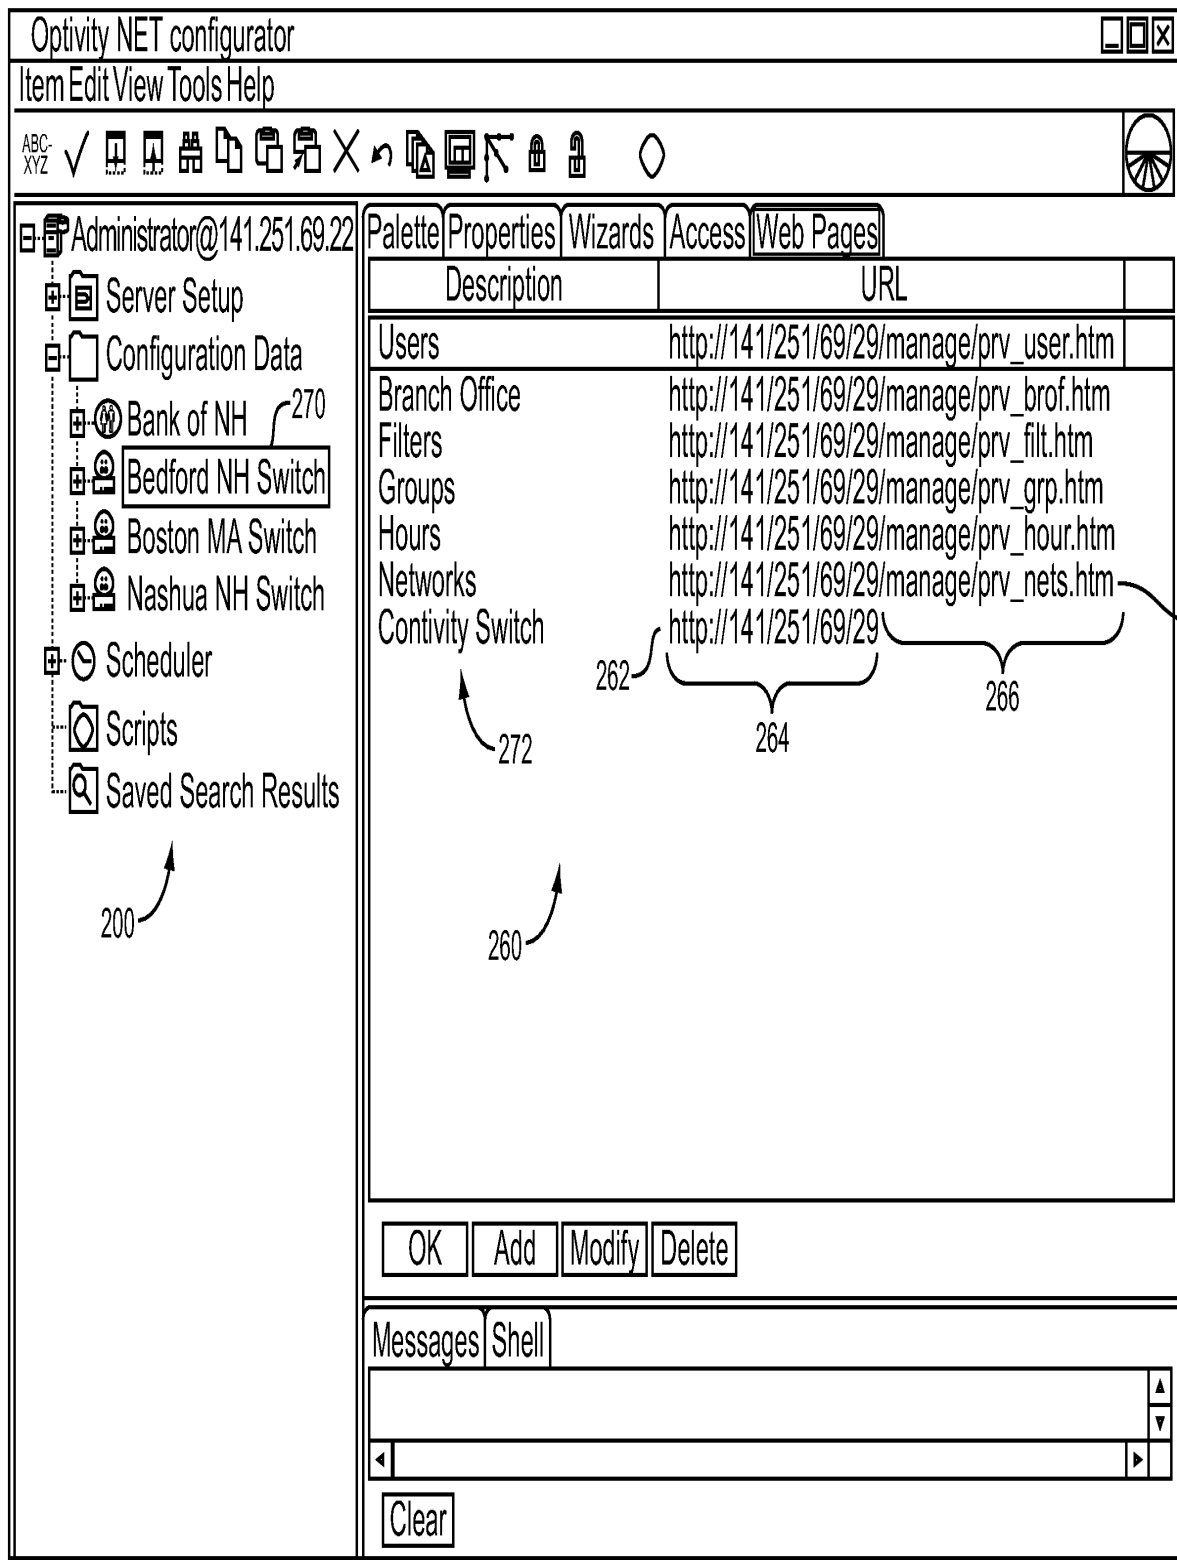 Optivity NET configurator
Item Edit View Tools Help
ABC-
XYZ
Administrator@141.251.69.22
Server Setup
Configuration Data
Bank of NH
270
Bedford NH Switch
Boston MA Switch
Nashua NH Switch
Scheduler
Scripts
Saved Search Results
200
Palette Properties Wizards Access Web Pages
Description URL
Users http://141/251/69/29/manage/prv_user.htm
Branch Office http://141/251/69/29/manage/prv_brof.htm
Filters http://141/251/69/29/manage/prv_filt.htm
Groups http://141/251/69/29/manage/prv_grp.htm
Hours http://141/251/69/29/manage/prv_hour.htm
Networks http://141/251/69/29/manage/prv_nets.htm
Contivity Switch http://141/251/69/29
262
266
264
272
260
OK Add Modify Delete
Messages Shell
Clear